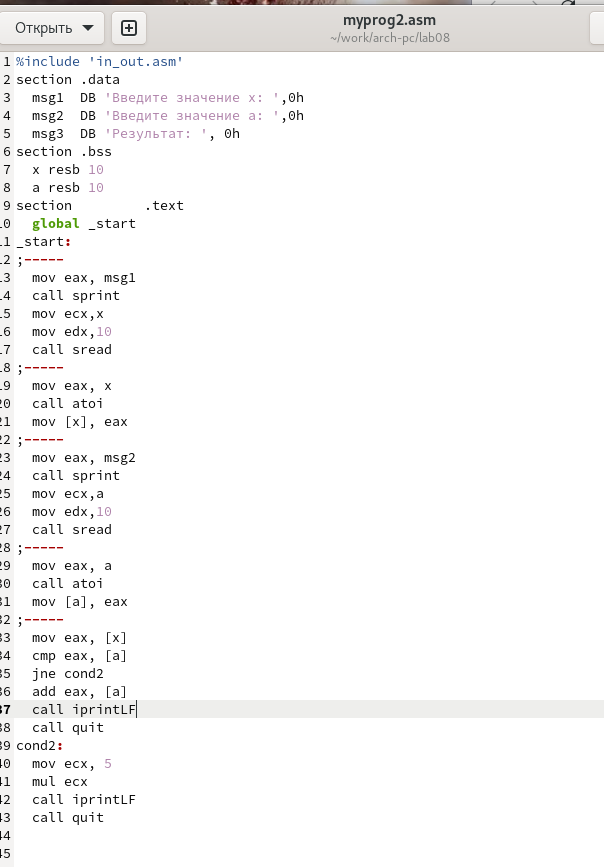 Открыть
myprog2.asm
~/work/arch-pc/lab08
1 %include 'in_out.asm'
2 section .data
3   msg1  DB 'Введите значение x: ',0h
4   msg2  DB 'Введите значение a: ',0h
5   msg3  DB 'Результат: ', 0h
6 section .bss
7   x resb 10
8   a resb 10
9 section         .text
10   global _start
11 _start:
12 ;-----
13   mov eax, msg1
14   call sprint
15   mov ecx,x
16   mov edx,10
17   call sread
18 ;-----
19   mov eax, x
20   call atoi
21   mov [x], eax
22 ;-----
23   mov eax, msg2
24   call sprint
25   mov ecx,a
26   mov edx,10
27   call sread
28 ;-----
29   mov eax, a
30   call atoi
31   mov [a], eax
32 ;-----
33   mov eax, [x]
34   cmp eax, [a]
35   jne cond2
36   add eax, [a]
37   call iprintLF
38   call quit
39 cond2:
40   mov ecx, 5
41   mul ecx
42   call iprintLF
43   call quit
44
45